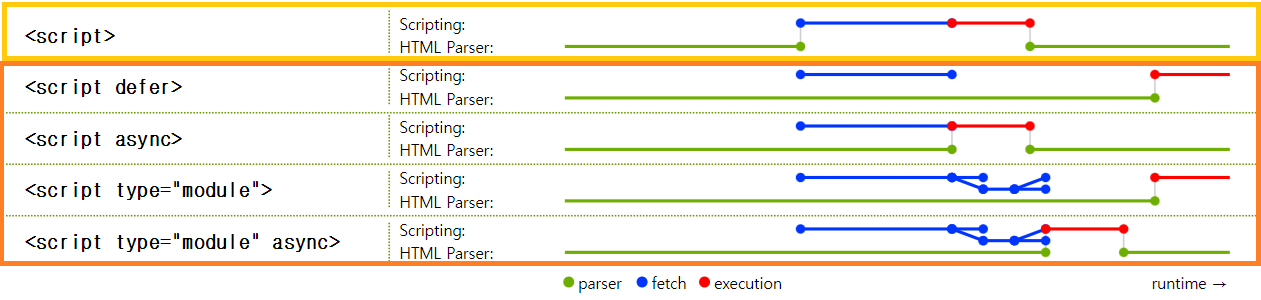 <script>
Scripting:
HTML Parser:
<script defer>
Scripting:
HTML Parser:
<script async>
Scripting:
HTML Parser:
<script type="module">
Scripting:
HTML Parser:
<script type="module" async>
Scripting:
HTML Parser:
parser fetch execution runtime →